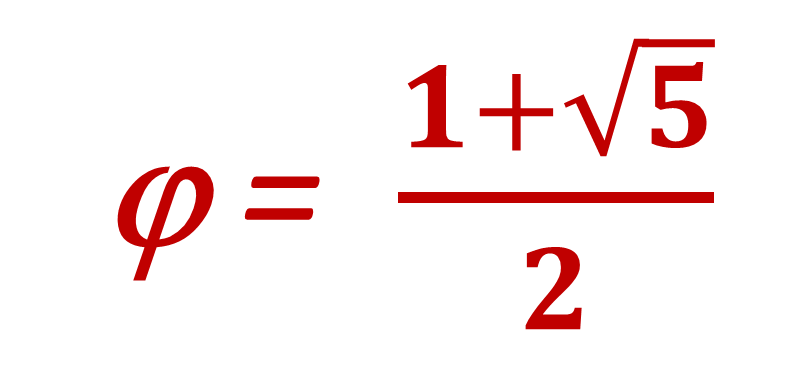 φ = (1+√5)/2